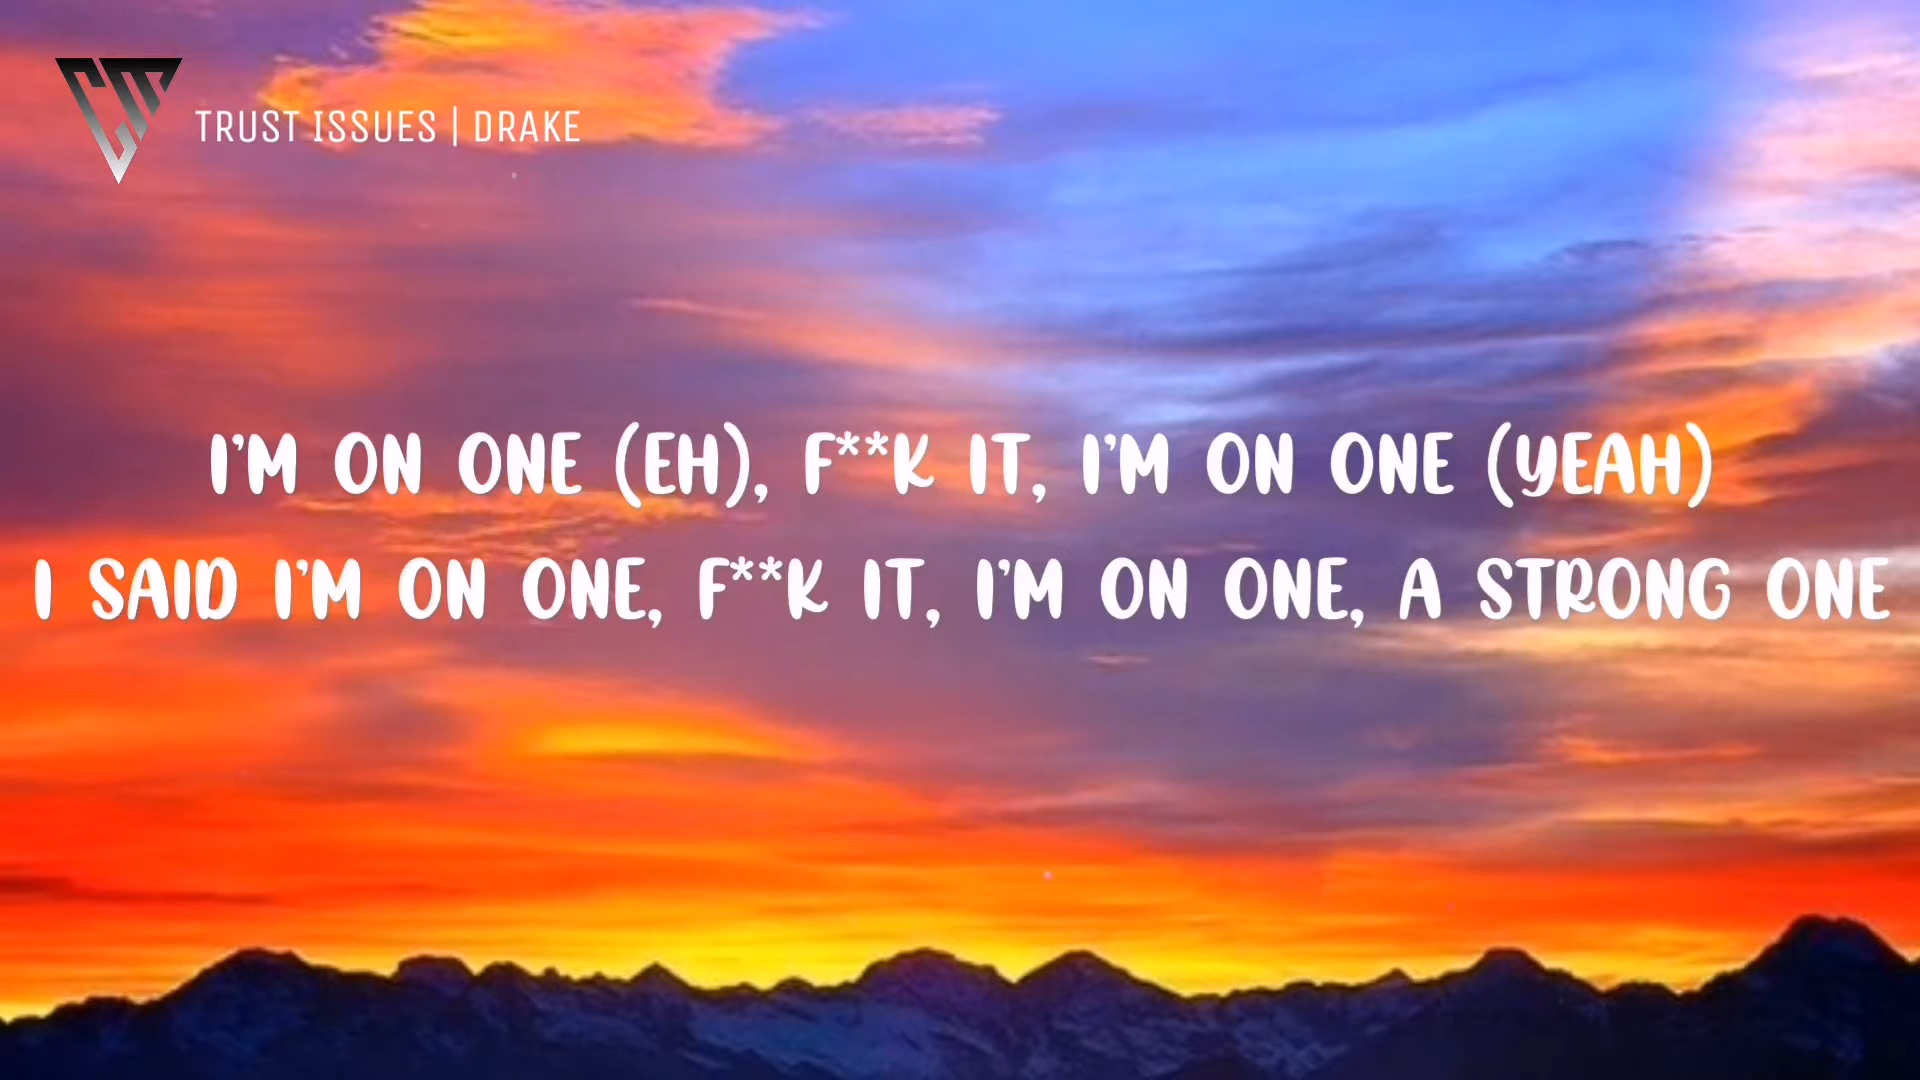 TRUST ISSUES | DRAKE
I'M ON ONE (EH), F**K IT, I'M ON ONE (YEAH)
I SAID I'M ON ONE, F**K IT, I'M ON ONE, A STRONG ONE